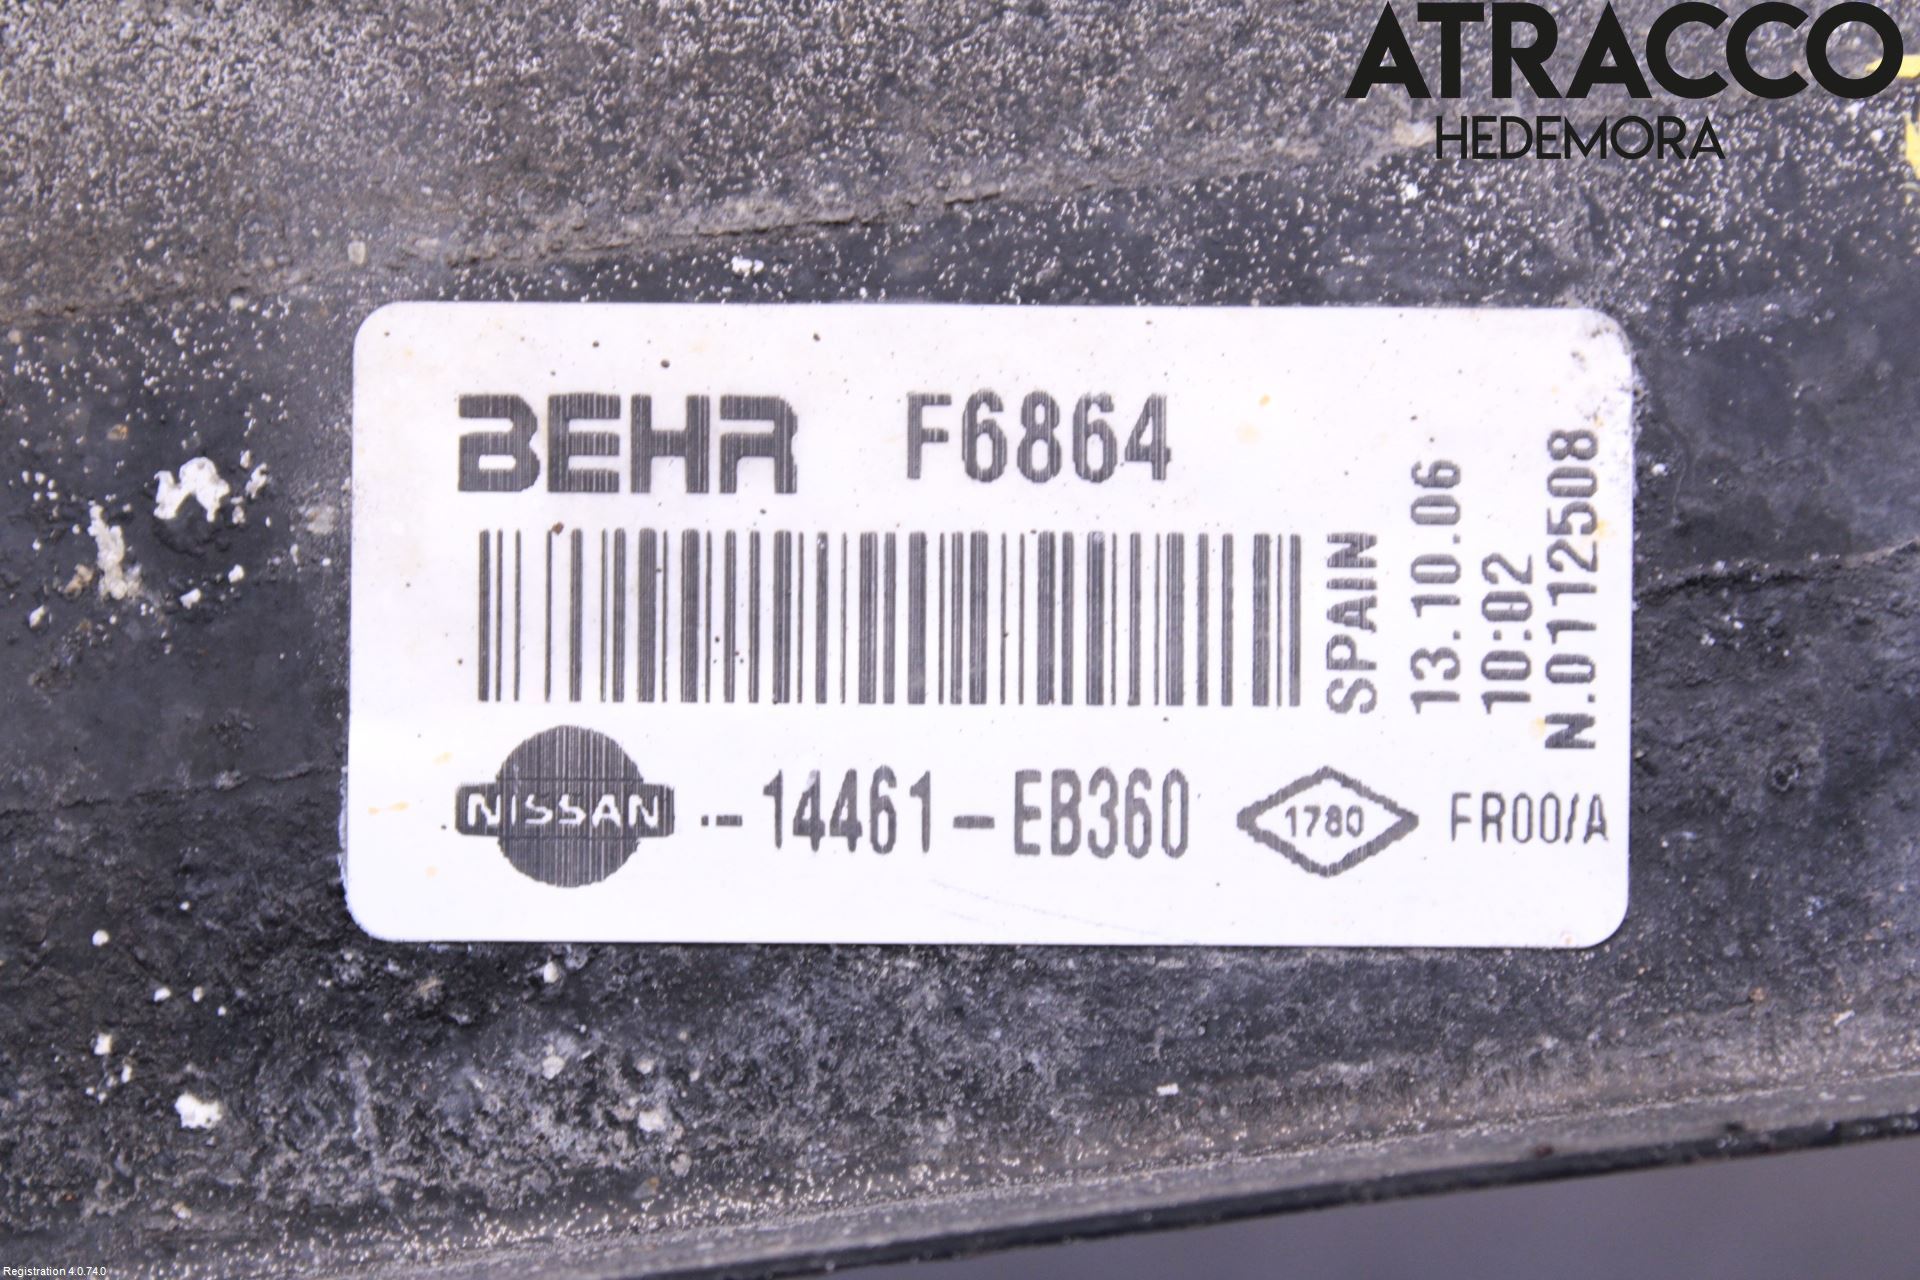 ATRACCO
HEDEMORA
BEHR F6864
SPAIN
13.10.06
10:02
N.01112508
NISSAN .-14461-EB360 1780 FR00/A
Registration 4.0.74.0